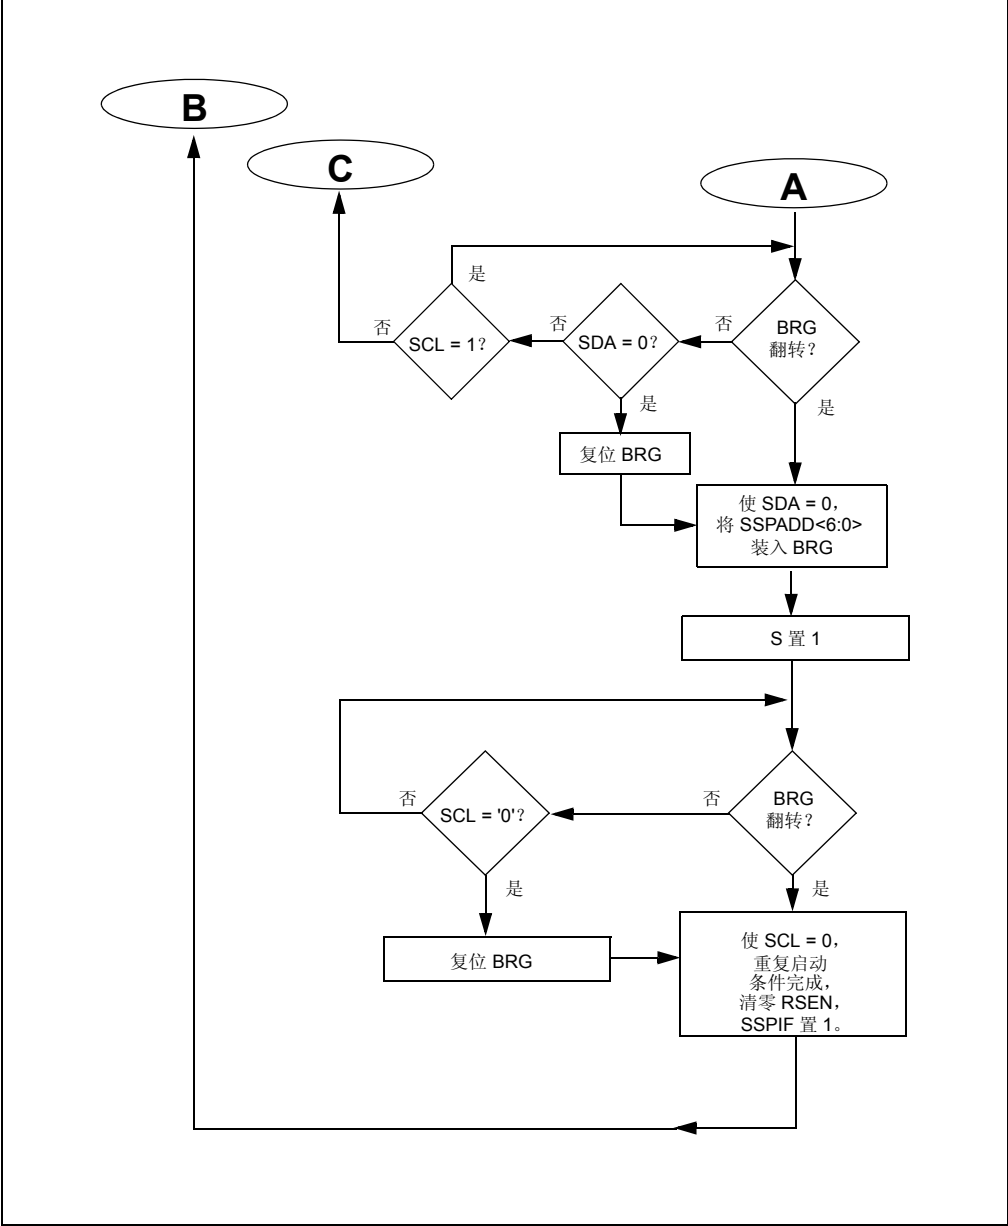 B
C
A
是
否
SCL = 1？
否
SDA = 0？
否
BRG
翻转？
是
是
复位 BRG
使 SDA = 0，
将 SSPADD<6:0>
装入 BRG
S 置 1
否
SCL = '0'？
否
BRG
翻转？
是
是
复位 BRG
使 SCL = 0，
重复启动
条件完成，
清零 RSEN，
SSPIF 置 1。